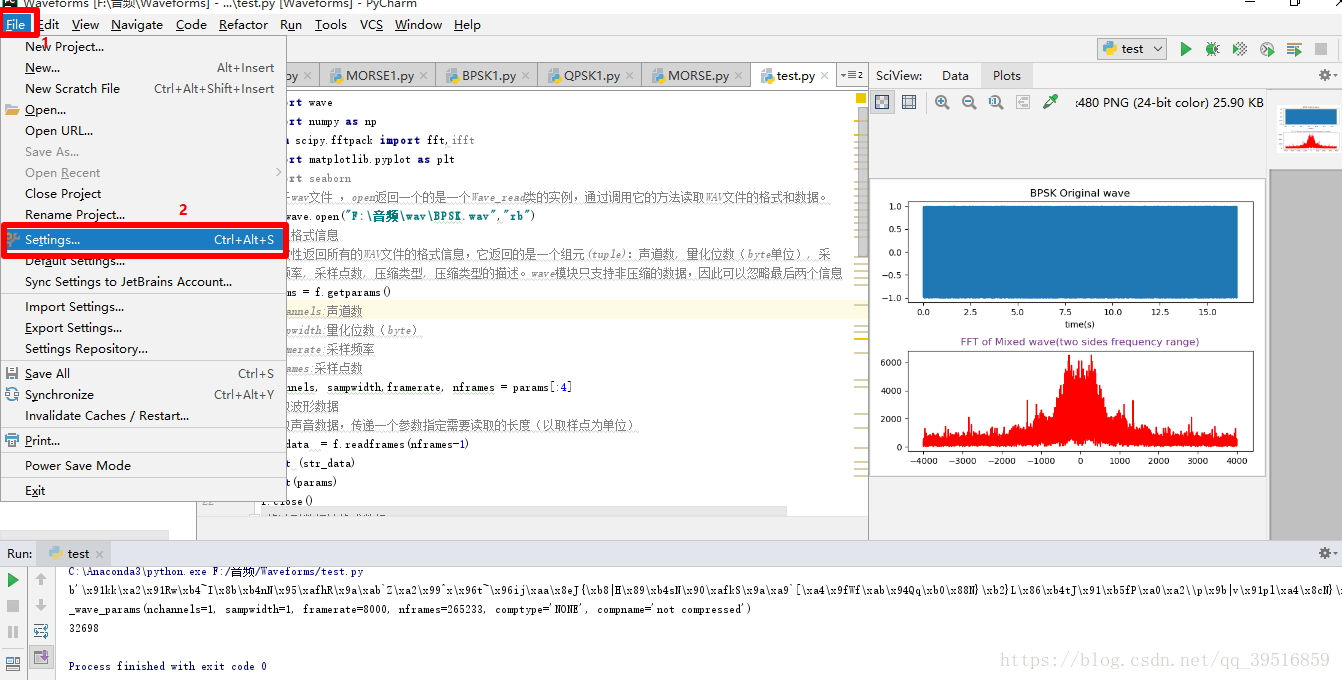 Waveforms [F:\音频\Waveforms] - ...\test.py [Waveforms] - PyCharm
File Edit View Navigate Code Refactor Run Tools VCS Window Help
1
test
New Project...
New... Alt+Insert
New Scratch File Ctrl+Alt+Shift+Insert
Open...
Open URL...
Save As...
Open Recent
Close Project
Rename Project...
2
Settings... Ctrl+Alt+S
Default Settings...
Sync Settings to JetBrains Account...
Import Settings...
Export Settings...
Settings Repository...
Save All Ctrl+S
Synchronize Ctrl+Alt+Y
Invalidate Caches / Restart...
Print...
Power Save Mode
Exit
py MORSE1.py BPSK1.py QPSK1.py MORSE.py test.py 2
ort wave
ort numpy as np
scipy.fftpack import fft,ifft
ort matplotlib.pyplot as plt
ort seaborn
wav文件 ，open返回一个的是一个Wave_read类的实例，通过调用它的方法读取WAV文件的格式和数据。
wave.open("F:\音频\wav\BPSK.wav","rb")
格式信息
性返回所有的WAV文件的格式信息，它返回的是一个组元(tuple)：声道数, 量化位数（byte单位）, 采
频率, 采样点数, 压缩类型, 压缩类型的描述。wave模块只支持非压缩的数据，因此可以忽略最后两个信息
ms = f.getparams()
annels:声道数
pwidth:量化位数（byte）
merate:采样频率
ames:采样点数
nnels, sampwidth,framerate, nframes = params[:4]
取波形数据
取声音数据，传递一个参数指定需要读取的长度（以取样点为单位）
data = f.readframes(nframes-1)
t (str_data)
t(params)
22 f.close()
SciView: Data Plots
:480 PNG (24-bit color) 25.90 KB
BPSK Original wave
1.0
0.5
0.0
−0.5
−1.0
0.0 2.5 5.0 7.5 10.0 12.5 15.0
time(s)
FFT of Mixed wave(two sides frequency range)
6000
4000
2000
0
−4000 −3000 −2000 −1000 0 1000 2000 3000 4000
Run: test
C:\Anaconda3\python.exe F:/音频/Waveforms/test.py
b'\x91kk\xa2\x91Rw\xb4~I\x8b\xb4nN\x95\xafhR\x9a\xab`Z\xa2\x99^x\x96t~\x96ij\xaa\x8eJ{\xb8|H\x89\xb4sN\x90\xafkS\x9a\xa9`[\xa4\x9fWf\xab\x94Qq\xb0\x88N}\xb2}L\x86\xb4tJ\x91\xb5fP\xa0\xa2\\p\x9b|v\x91pl\xa4\x8cN}\
_wave_params(nchannels=1, sampwidth=1, framerate=8000, nframes=265233, comptype='NONE', compname='not compressed')
32698
Process finished with exit code 0
https://blog.csdn.net/qq_39516859